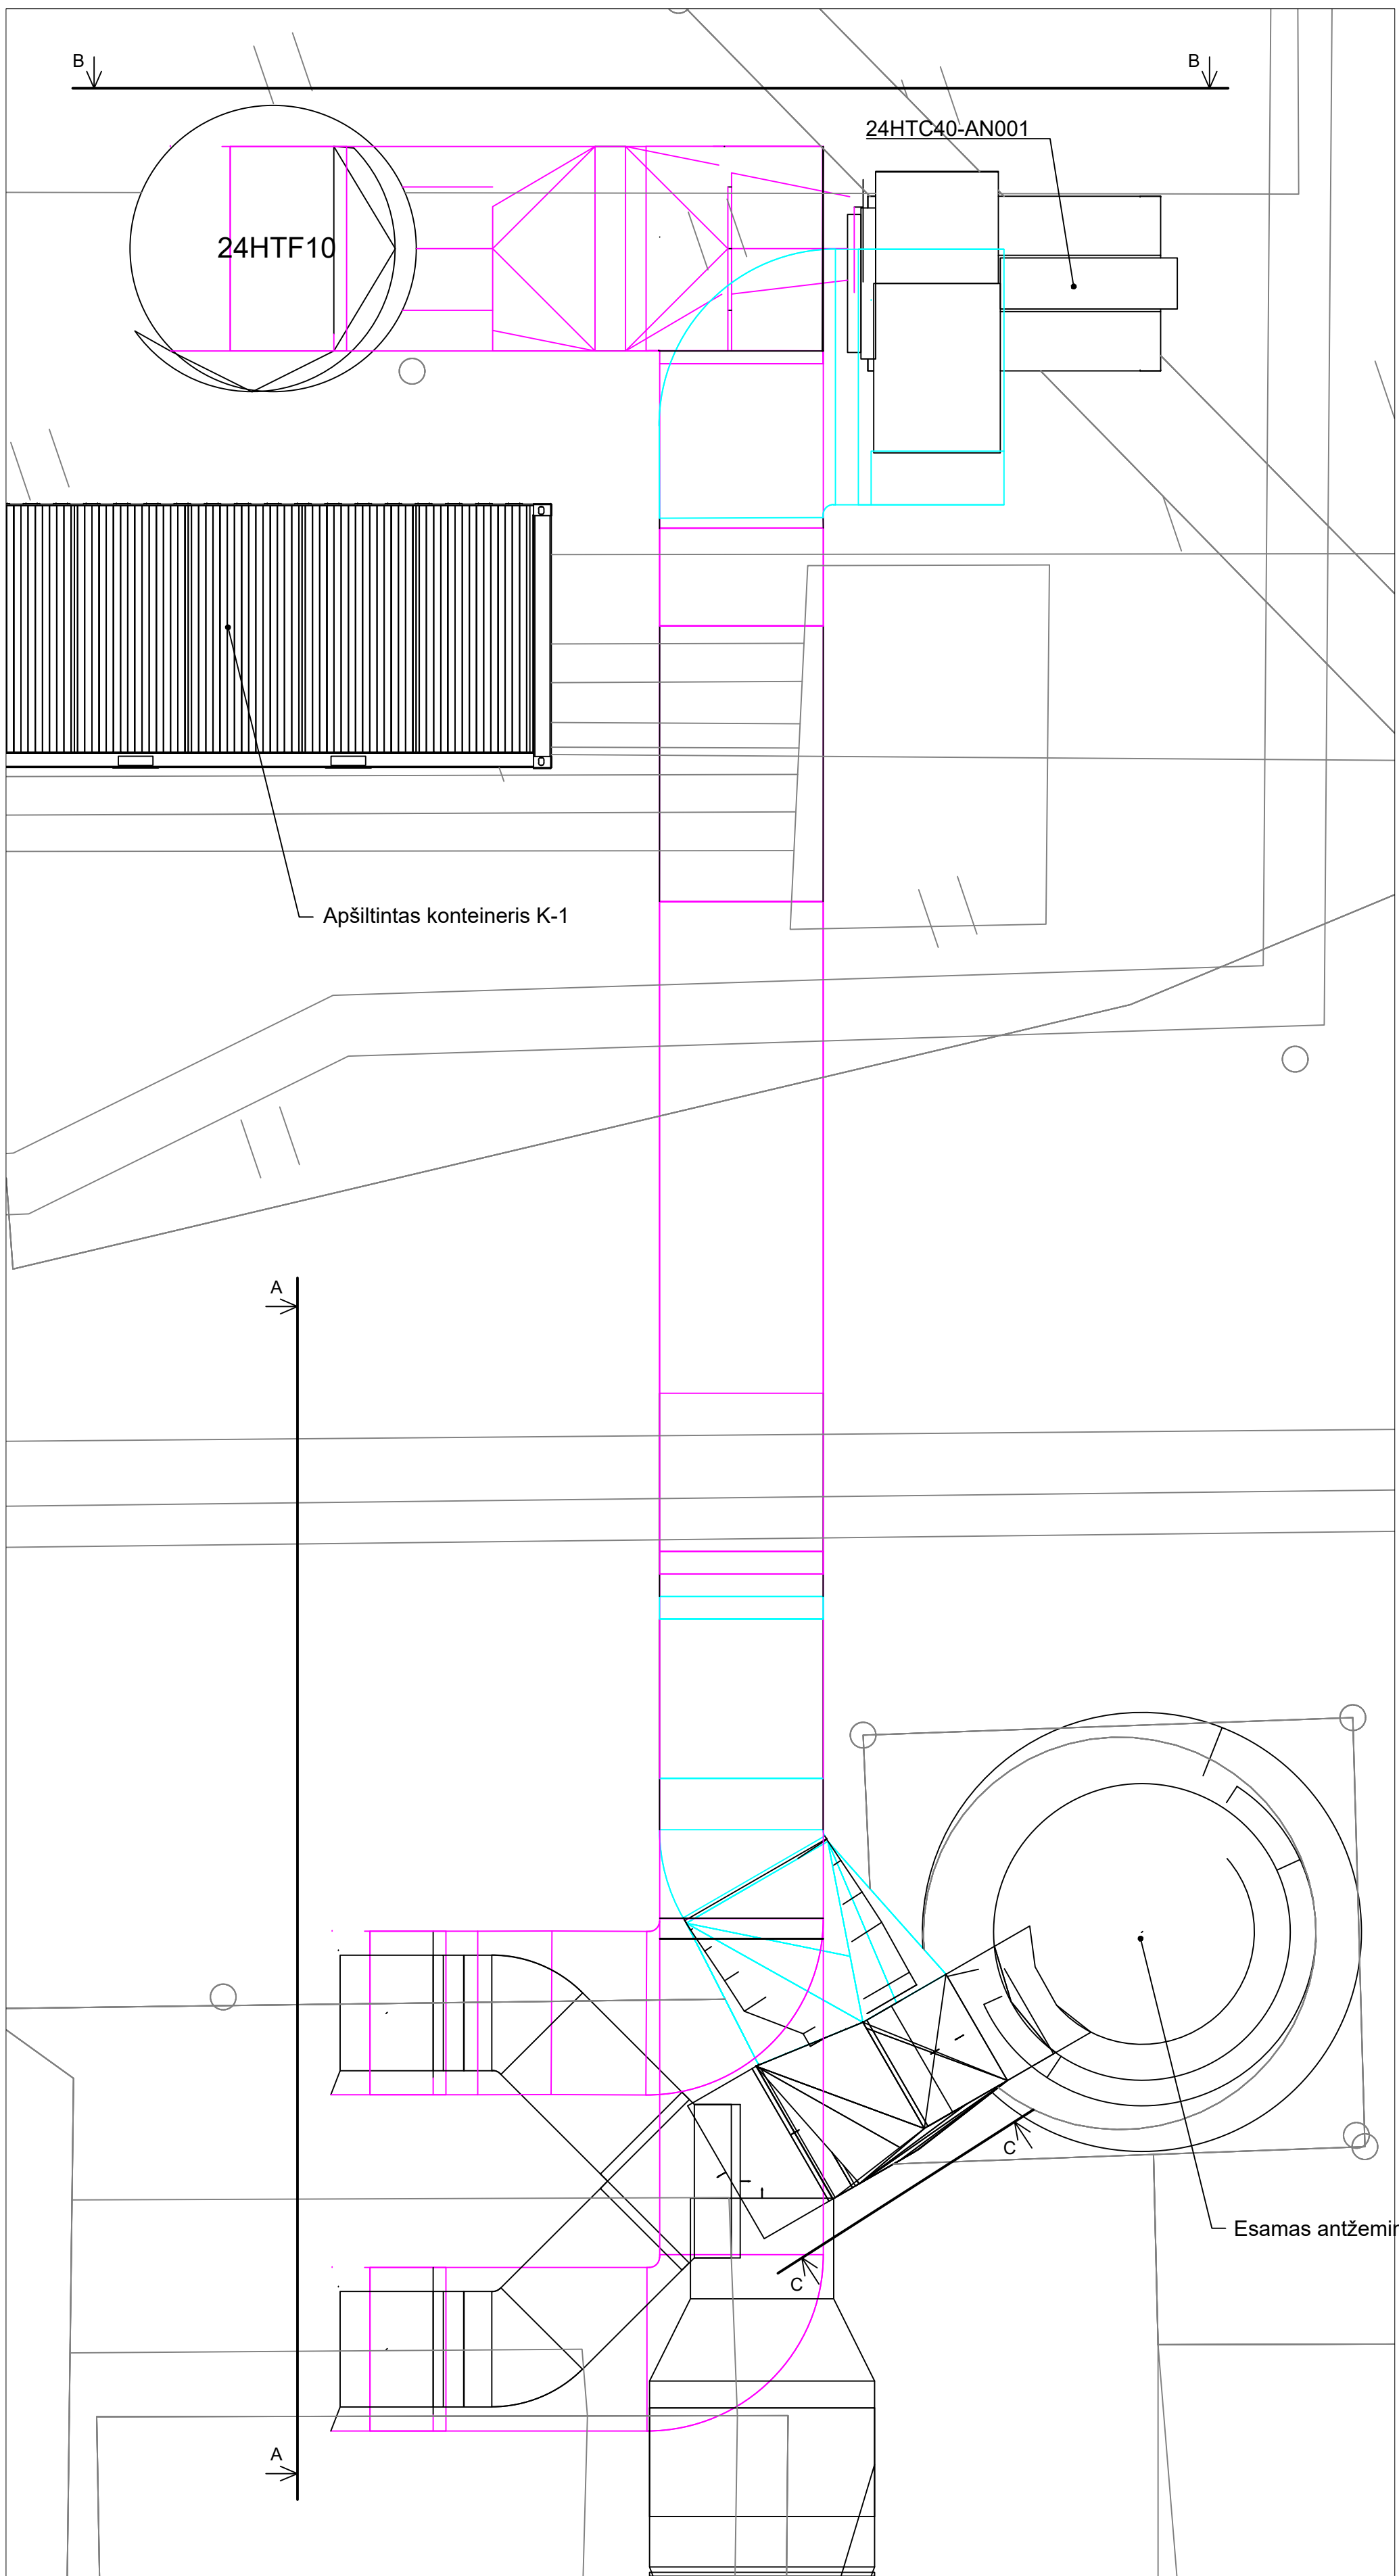 B
B
24HTC40-AN001
24HTF10
Apšiltintas konteineris K-1
A
C
Esamas antžemin
C
A